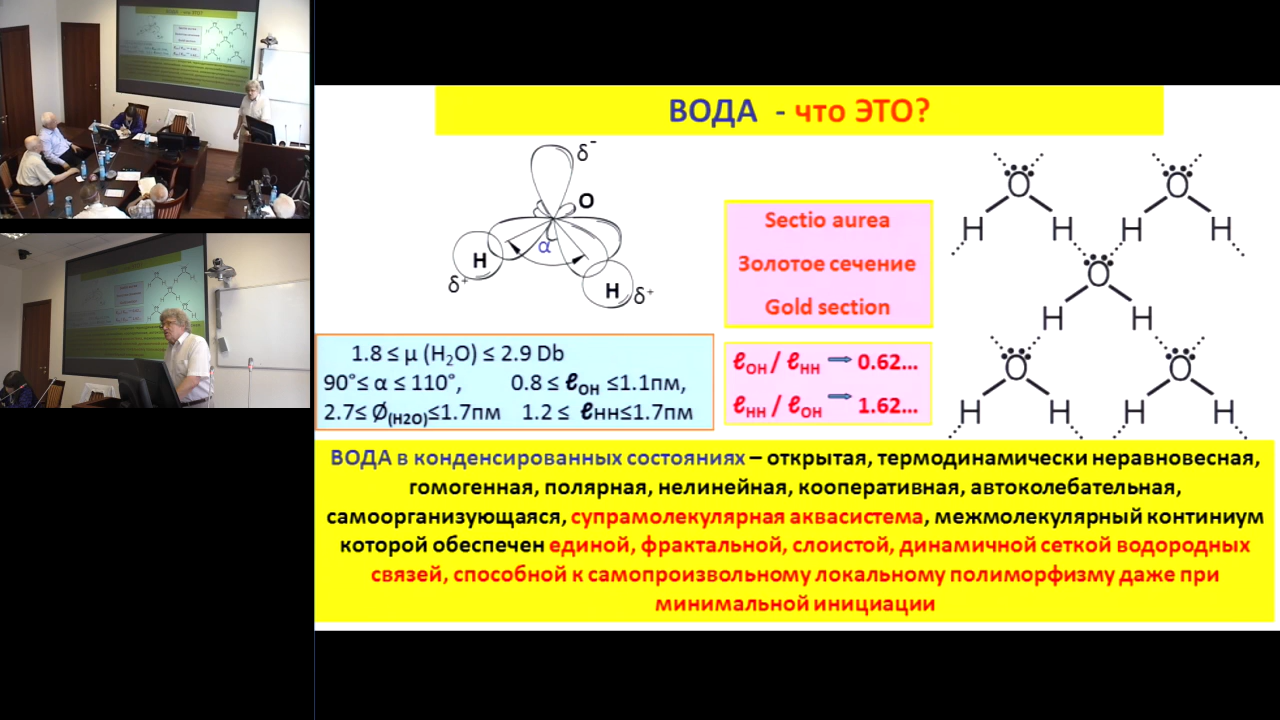 ВОДА - что ЭТО?
δ⁻
O
α
H
H
δ⁺
δ⁺
Sectio aurea
Золотое сечение
Gold section
1.8 ≤ μ (H₂O) ≤ 2.9 Db
90°≤ α ≤ 110°, 0.8 ≤ ℓOH ≤1.1пм,
2.7≤ Ø(H2O)≤1.7пм 1.2 ≤ ℓHH≤1.7пм
ℓOH / ℓHH → 0.62...
ℓHH / ℓOH → 1.62...
O O
H H H H
O
H H
O O
H H H H
ВОДА в конденсированных состояниях – открытая, термодинамически неравновесная,
гомогенная, полярная, нелинейная, кооперативная, автоколебательная,
самоорганизующаяся, супрамолекулярная аквасистема, межмолекулярный континиум
которой обеспечен единой, фрактальной, слоистой, динамичной сеткой водородных
связей, способной к самопроизвольному локальному полиморфизму даже при
минимальной инициации